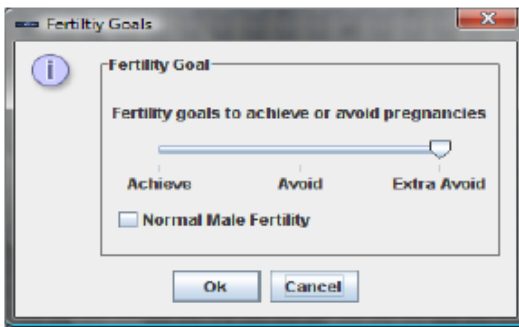 Fertiltiy Goals
Fertility Goal
Fertility goals to achieve or avoid pregnancies
Achieve Avoid Extra Avoid
Normal Male Fertility
Ok Cancel